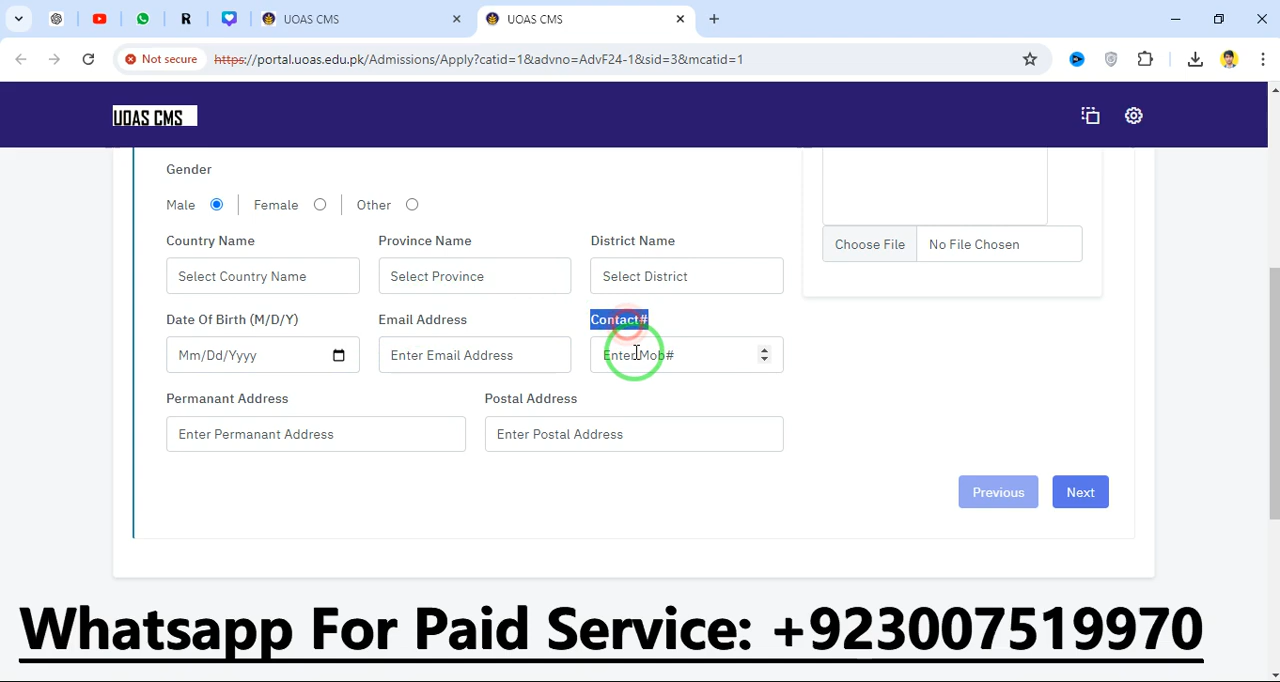 UOAS CMS
UOAS CMS
Not secure
https://portal.uoas.edu.pk/Admissions/Apply?catid=1&advno=AdvF24-1&sid=3&mcatid=1
UOAS CMS
Gender
Male Female Other
Country Name Province Name District Name
Choose File No File Chosen
Select Country Name Select Province Select District
Date Of Birth (M/D/Y) Email Address Contact#
Mm/Dd/Yyyy Enter Email Address Enter Mob#
Permanant Address Postal Address
Enter Permanant Address Enter Postal Address
Previous Next
Whatsapp For Paid Service: +923007519970